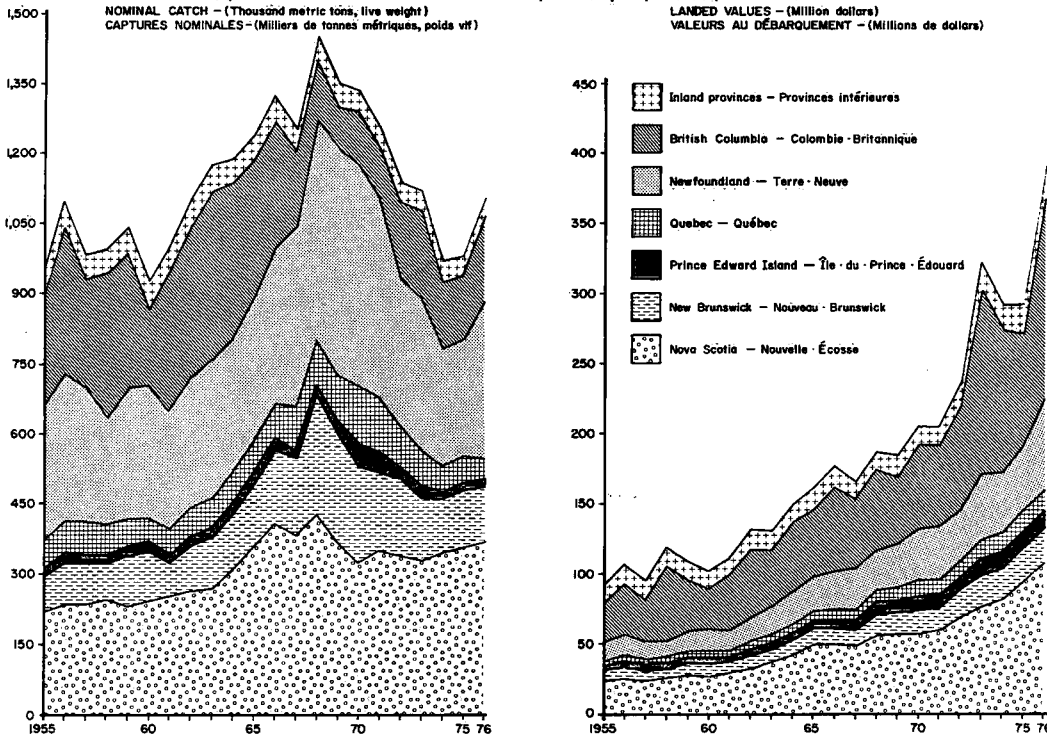 NOMINAL CATCH – (Thousand metric tons, live weight)
CAPTURES NOMINALES – (Milliers de tonnes métriques, poids vif)
1,500
1,350
1,200
1,050
900
750
600
450
300
150
0
1955 60 65 70 75 76
LANDED VALUES – (Million dollars)
VALEURS AU DÉBARQUEMENT – (Millions de dollars)
450
400
350
300
250
200
150
100
50
0
1955 60 65 70 75 76
Inland provinces – Provinces intérieures
British Columbia – Colombie-Britannique
Newfoundland – Terre-Neuve
Quebec – Québec
Prince Edward Island – Île-du-Prince-Édouard
New Brunswick – Nouveau-Brunswick
Nova Scotia – Nouvelle-Écosse